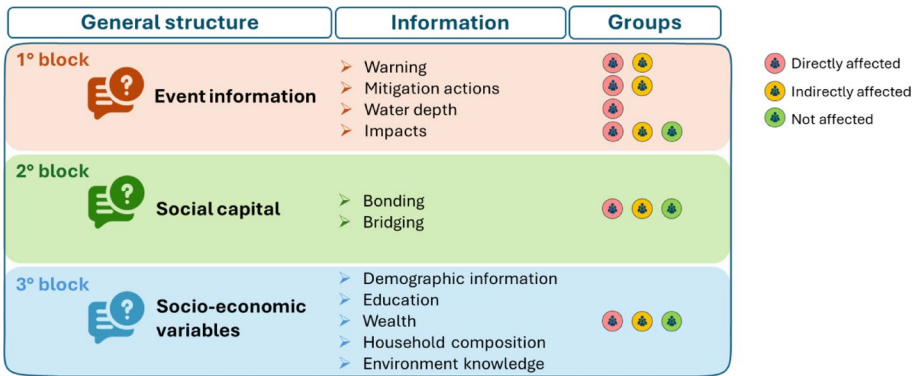 General structure
Information
Groups
1° block
Event information
Warning
Mitigation actions
Water depth
Impacts
2° block
Social capital
Bonding
Bridging
3° block
Socio-economic
variables
Demographic information
Education
Wealth
Household composition
Environment knowledge
Directly affected
Indirectly affected
Not affected